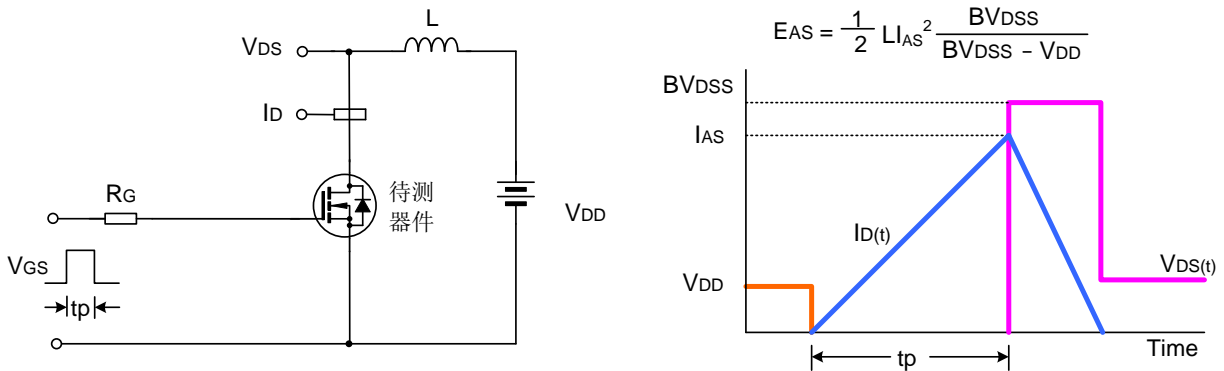 VDS
L
ID
RG
待测
器件
VDD
VGS
tp
EAS = 1/2 LIAS² BVDSS / (BVDSS - VDD)
BVDSS
IAS
ID(t)
VDD
VDS(t)
tp
Time